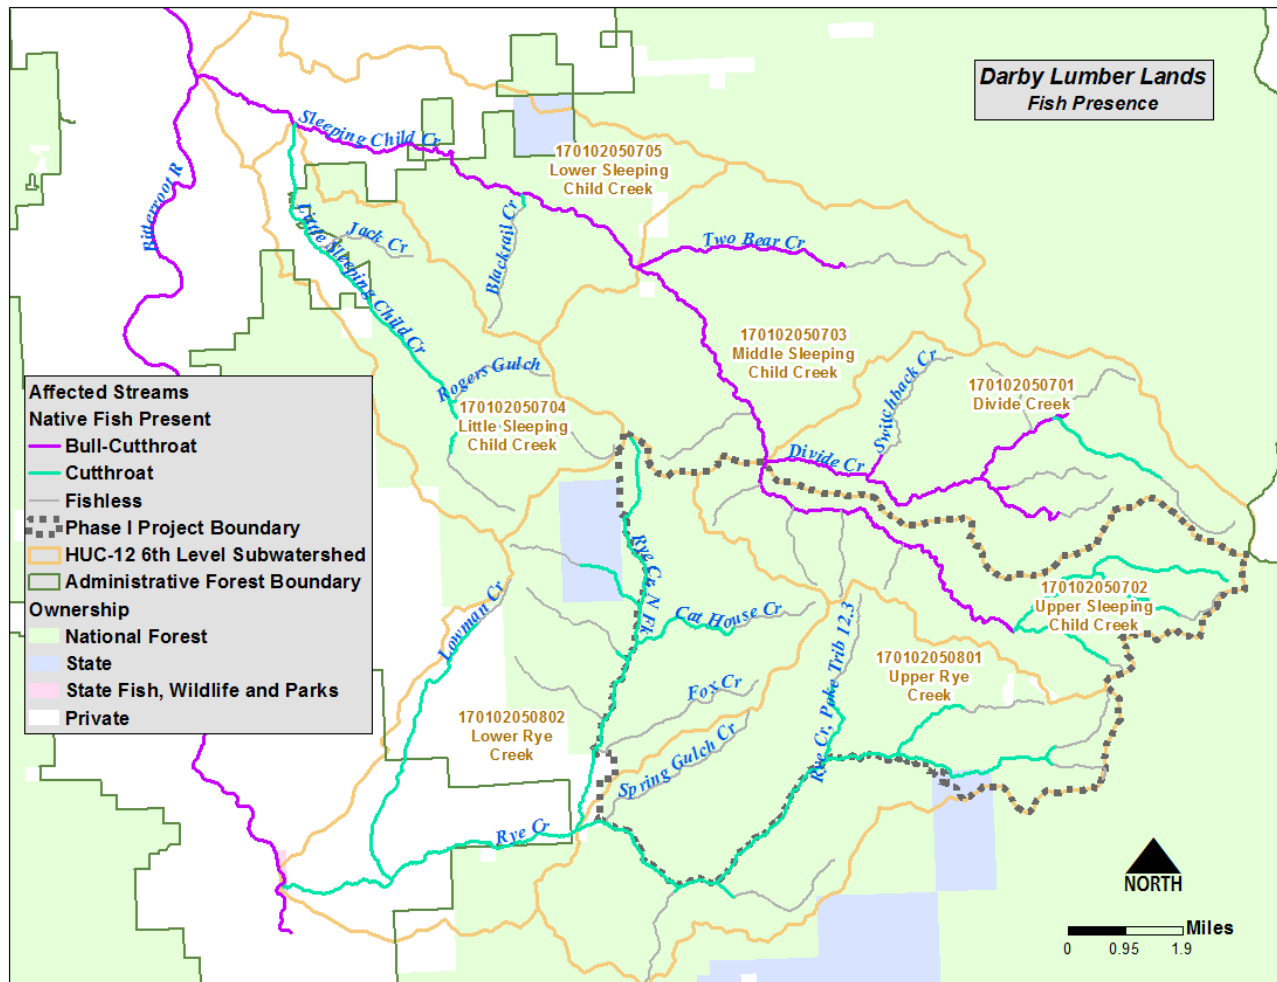 Darby Lumber Lands
Fish Presence
Sleeping Child Cr
170102050705
Lower Sleeping
Child Creek
Bitterroot R
Little Sleeping Child Cr
Jack Cr
Blacktail Cr
Two Bear Cr
170102050703
Middle Sleeping
Child Creek
Switchback Cr
170102050701
Divide Creek
Rogers Gulch
170102050704
Little Sleeping
Child Creek
Divide Cr
Affected Streams
Native Fish Present
Bull-Cutthroat
Cutthroat
Fishless
Phase I Project Boundary
HUC-12 6th Level Subwatershed
Administrative Forest Boundary
Ownership
National Forest
State
State Fish, Wildlife and Parks
Private
Rye Cr, N Fk
Lowman Cr
Cat House Cr
Rye Cr, Poke Trib 12.3
170102050702
Upper Sleeping
Child Creek
170102050801
Upper Rye
Creek
Fox Cr
170102050802
Lower Rye
Creek
Spring Gulch Cr
Rye Cr
NORTH
Miles
0 0.95 1.9